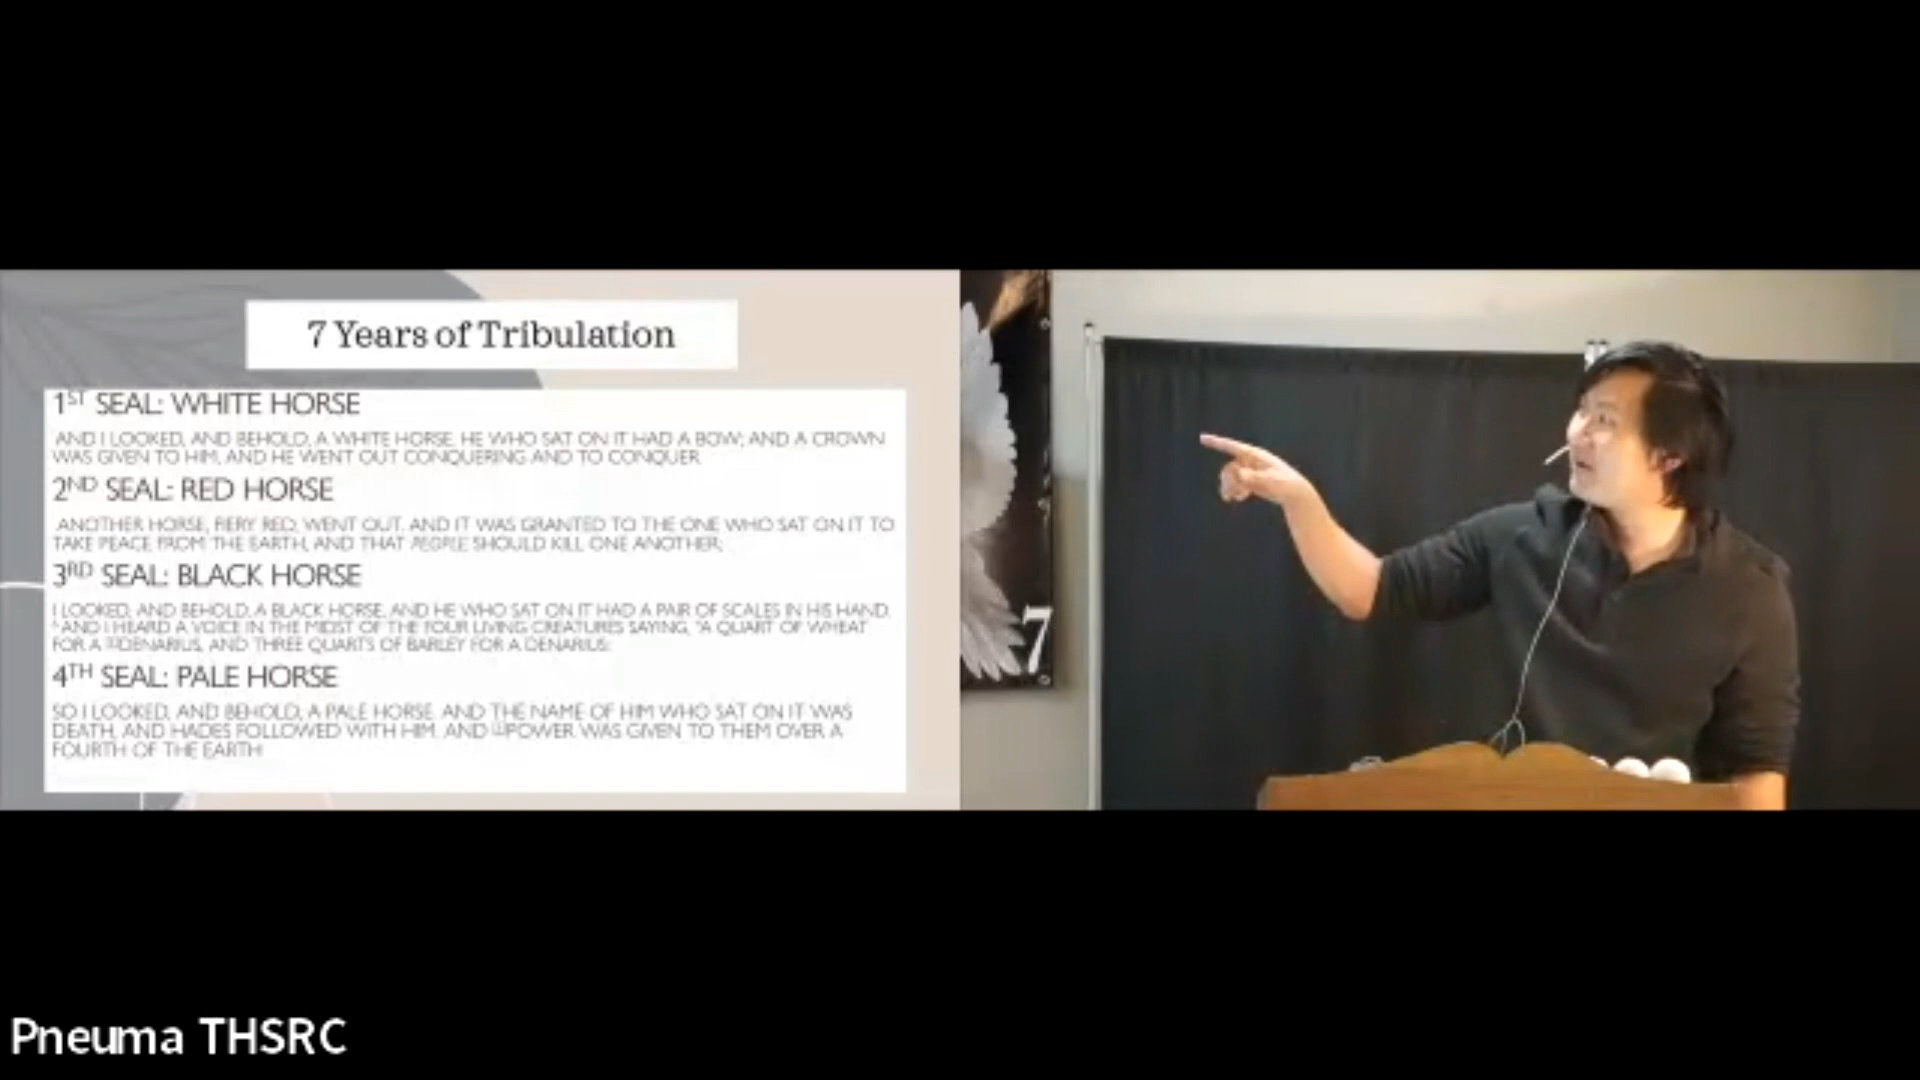 7 Years of Tribulation
1ST SEAL: WHITE HORSE
AND I LOOKED, AND BEHOLD, A WHITE HORSE. HE WHO SAT ON IT HAD A BOW; AND A CROWN
WAS GIVEN TO HIM, AND HE WENT OUT CONQUERING AND TO CONQUER.
2ND SEAL: RED HORSE
ANOTHER HORSE, FIERY RED, WENT OUT. AND IT WAS GRANTED TO THE ONE WHO SAT ON IT TO
TAKE PEACE FROM THE EARTH, AND THAT PEOPLE SHOULD KILL ONE ANOTHER;
3RD SEAL: BLACK HORSE
I LOOKED, AND BEHOLD, A BLACK HORSE, AND HE WHO SAT ON IT HAD A PAIR OF SCALES IN HIS HAND.
AND I HEARD A VOICE IN THE MIDST OF THE FOUR LIVING CREATURES SAYING, "A QUART OF WHEAT
FOR A DENARIUS, AND THREE QUARTS OF BARLEY FOR A DENARIUS;
4TH SEAL: PALE HORSE
SO I LOOKED, AND BEHOLD, A PALE HORSE. AND THE NAME OF HIM WHO SAT ON IT WAS
DEATH, AND HADES FOLLOWED WITH HIM. AND POWER WAS GIVEN TO THEM OVER A
FOURTH OF THE EARTH
7
Pneuma THSRC